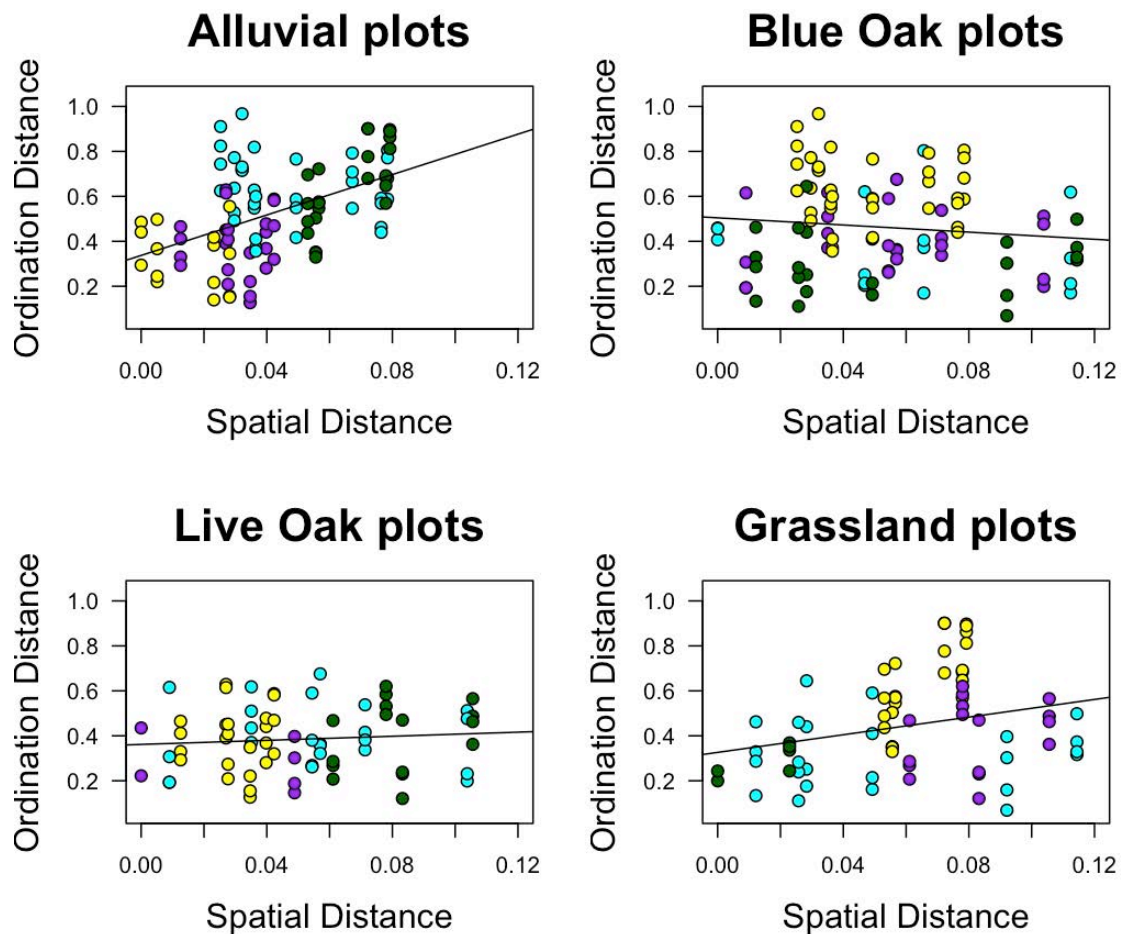 Alluvial plots
Ordination Distance
1.0
0.8
0.6
0.4
0.2
0.00 0.04 0.08 0.12
Spatial Distance
Blue Oak plots
Ordination Distance
1.0
0.8
0.6
0.4
0.2
0.00 0.04 0.08 0.12
Spatial Distance
Live Oak plots
Ordination Distance
1.0
0.8
0.6
0.4
0.2
0.00 0.04 0.08 0.12
Spatial Distance
Grassland plots
Ordination Distance
1.0
0.8
0.6
0.4
0.2
0.00 0.04 0.08 0.12
Spatial Distance